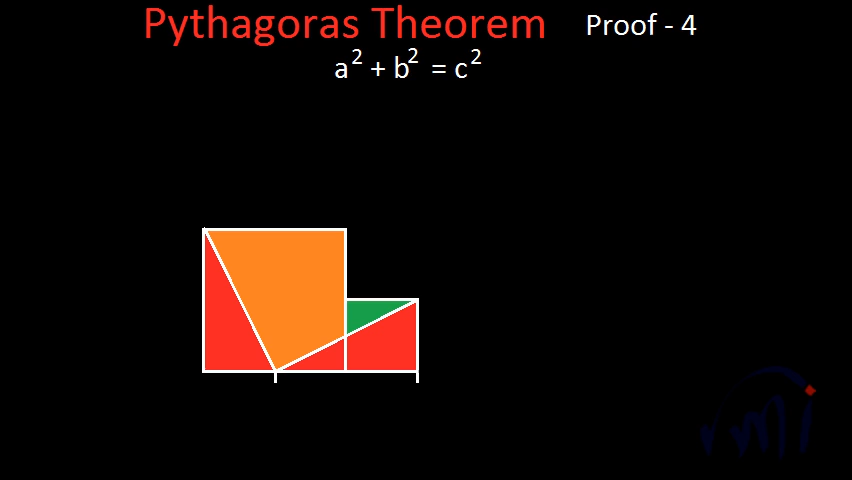 Pythagoras Theorem Proof - 4
a² + b² = c²